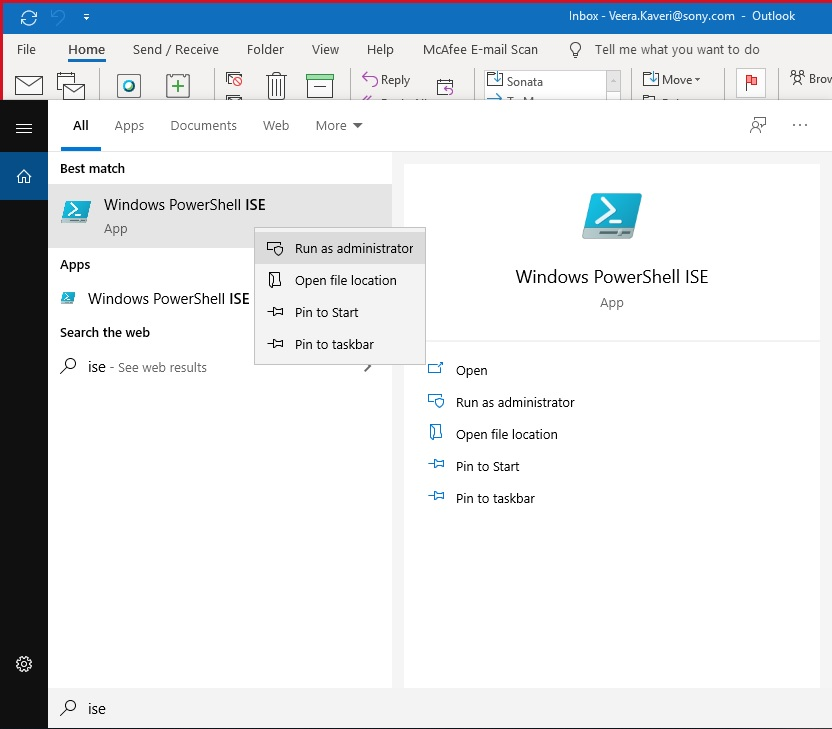 Inbox - Veera.Kaveri@sony.com - Outlook
File Home Send / Receive Folder View Help McAfee E-mail Scan Tell me what you want to do
Reply Sonata Move Brow
All Apps Documents Web More
Best match
Windows PowerShell ISE
App
Run as administrator
Open file location
Pin to Start
Pin to taskbar
Apps
Windows PowerShell ISE
Search the web
ise - See web results
Windows PowerShell ISE
App
Open
Run as administrator
Open file location
Pin to Start
Pin to taskbar
ise